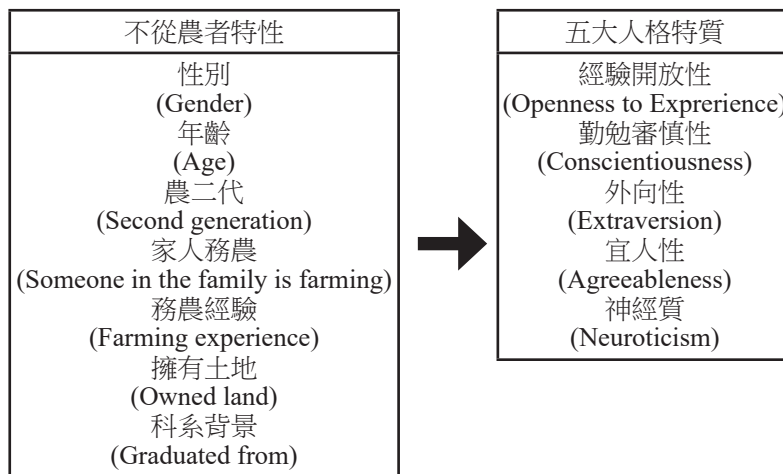 不從農者特性
性別
(Gender)
年齡
(Age)
農二代
(Second generation)
家人務農
(Someone in the family is farming)
務農經驗
(Farming experience)
擁有土地
(Owned land)
科系背景
(Graduated from)
五大人格特質
經驗開放性
(Openness to Exprerience)
勤勉審慎性
(Conscientiousness)
外向性
(Extraversion)
宜人性
(Agreeableness)
神經質
(Neuroticism)